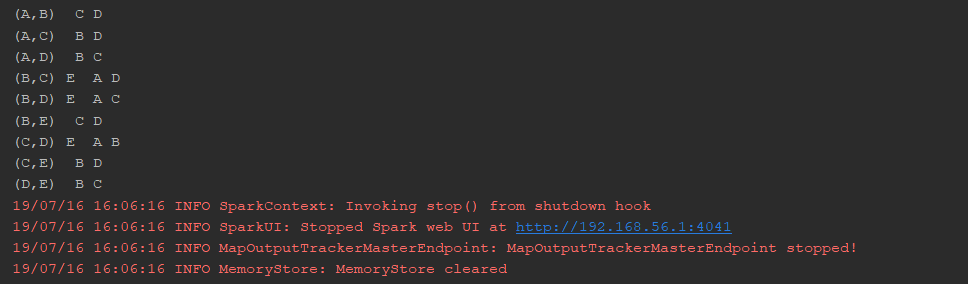 (A,B)  C D
(A,C)  B D
(A,D)  B C
(B,C) E  A D
(B,D) E  A C
(B,E)  C D
(C,D) E  A B
(C,E)  B D
(D,E)  B C
19/07/16 16:06:16 INFO SparkContext: Invoking stop() from shutdown hook
19/07/16 16:06:16 INFO SparkUI: Stopped Spark web UI at http://192.168.56.1:4041
19/07/16 16:06:16 INFO MapOutputTrackerMasterEndpoint: MapOutputTrackerMasterEndpoint stopped!
19/07/16 16:06:16 INFO MemoryStore: MemoryStore cleared